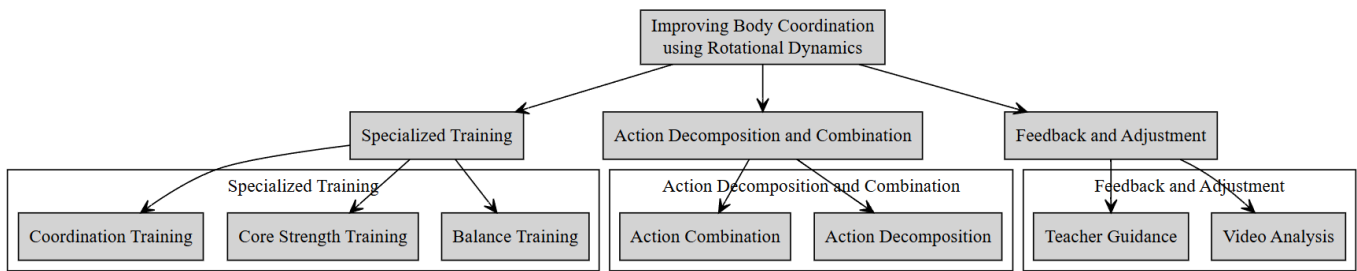 Improving Body Coordination
using Rotational Dynamics
Specialized Training
Action Decomposition and Combination
Feedback and Adjustment
Specialized Training
Action Decomposition and Combination
Feedback and Adjustment
Coordination Training
Core Strength Training
Balance Training
Action Combination
Action Decomposition
Teacher Guidance
Video Analysis